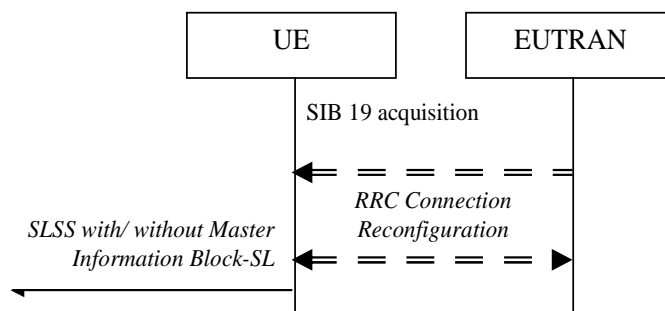 UE
EUTRAN
SIB 19 acquisition
RRC Connection
Reconfiguration
SLSS with/ without Master
Information Block-SL